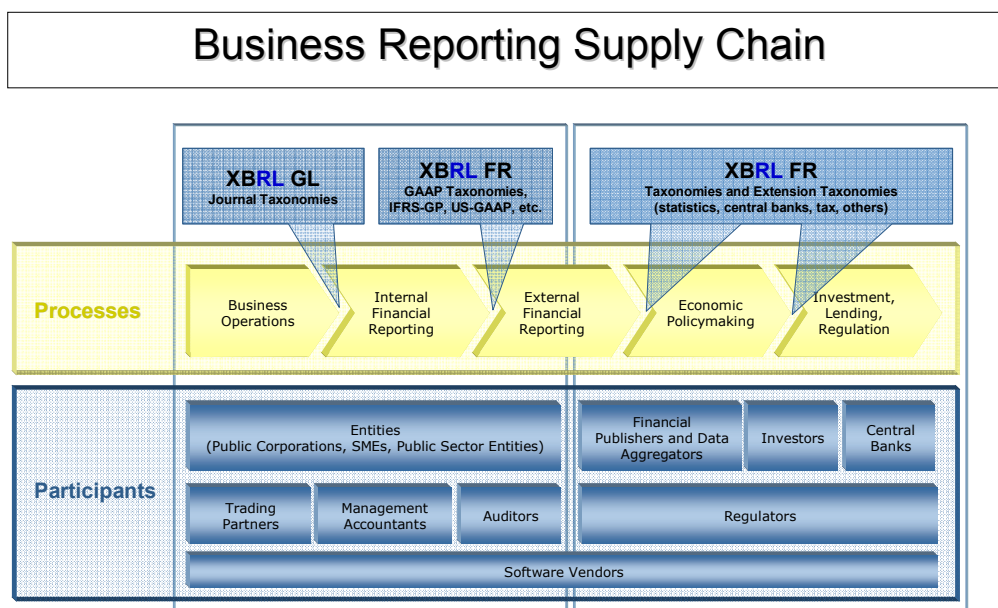 Business Reporting Supply Chain
XBRL GL
Journal Taxonomies
XBRL FR
GAAP Taxonomies,
IFRS-GP, US-GAAP, etc.
XBRL FR
Taxonomies and Extension Taxonomies
(statistics, central banks, tax, others)
Processes
Business
Operations
Internal
Financial
Reporting
External
Financial
Reporting
Economic
Policymaking
Investment,
Lending,
Regulation
Participants
Entities
(Public Corporations, SMEs, Public Sector Entities)
Financial
Publishers and Data
Aggregators
Investors
Central
Banks
Trading
Partners
Management
Accountants
Auditors
Regulators
Software Vendors